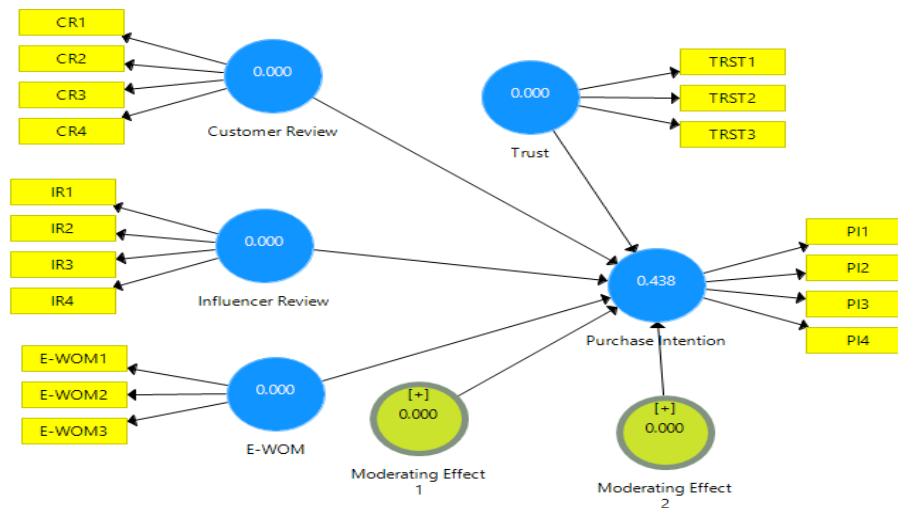 CR1
CR2
CR3
CR4
0.000
Customer Review
0.000
Trust
TRST1
TRST2
TRST3
IR1
IR2
IR3
IR4
0.000
Influencer Review
0.438
Purchase Intention
PI1
PI2
PI3
PI4
E-WOM1
E-WOM2
E-WOM3
0.000
E-WOM
[+]
0.000
Moderating Effect
1
[+]
0.000
Moderating Effect
2